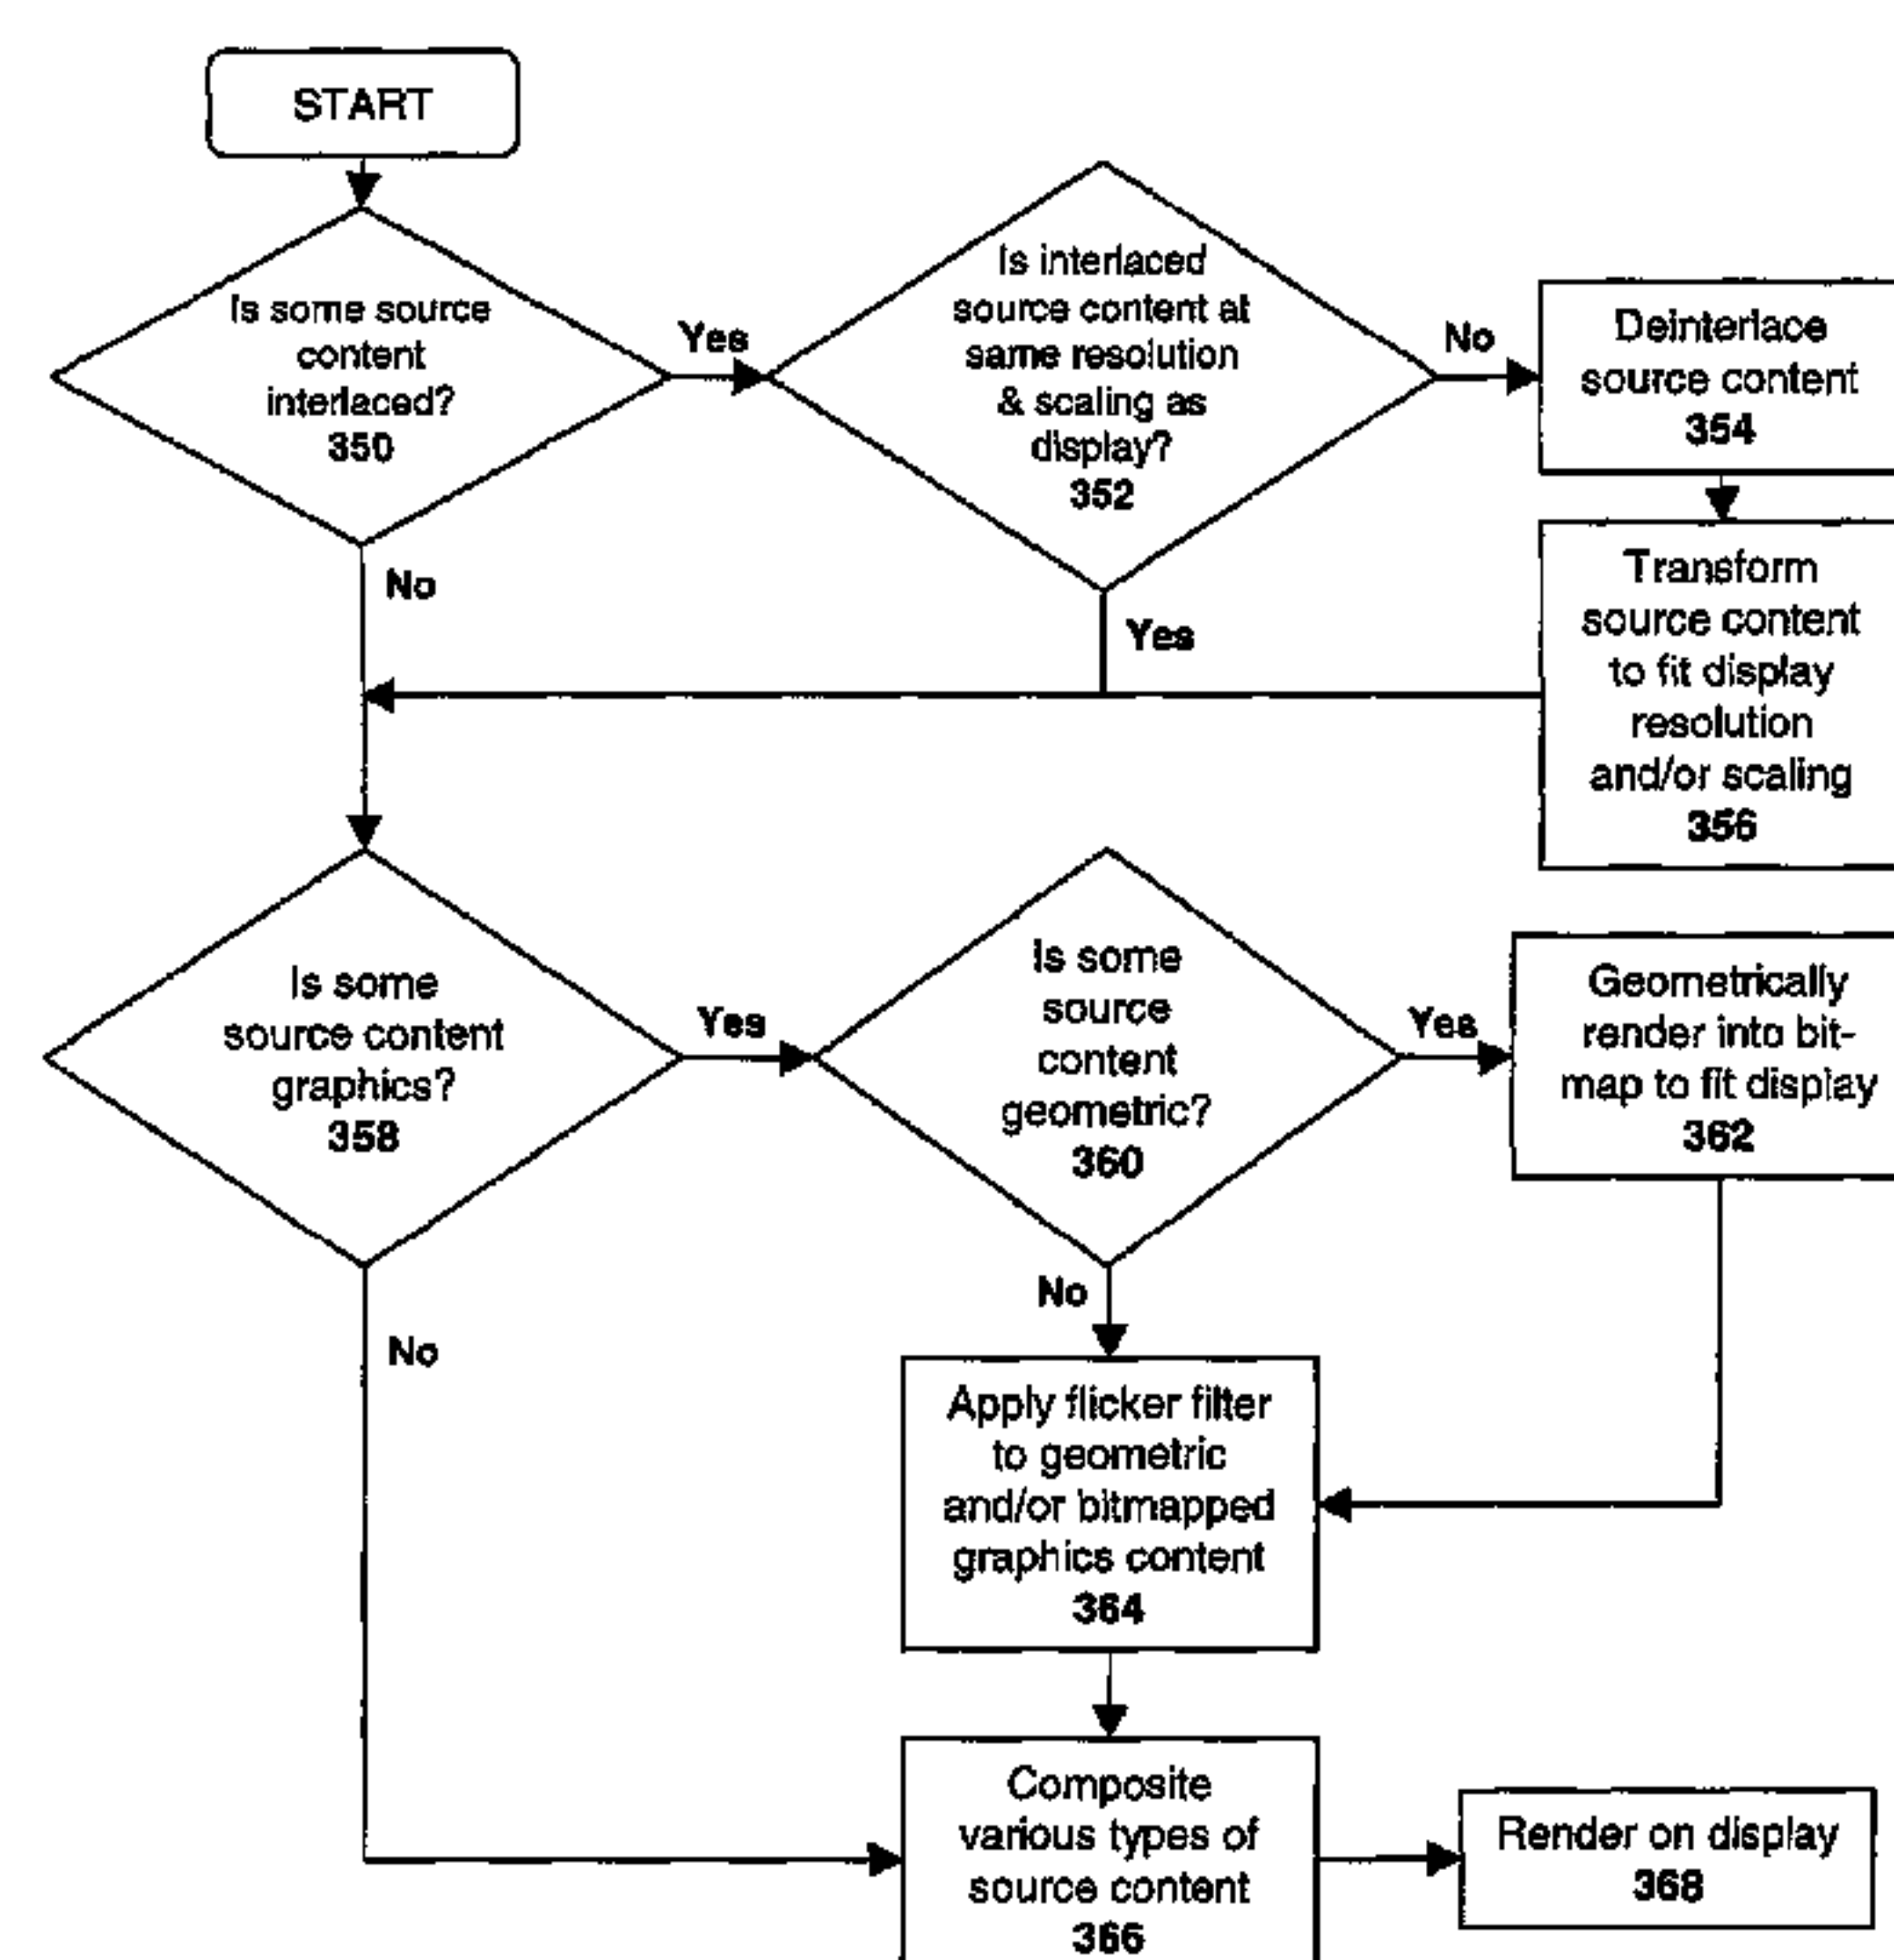 START
Is some source
content
interlaced?
350
Yes
Is interlaced
source content at
same resolution
& scaling as
display?
352
No
Deinterlace
source content
354
No
Yes
Transform
source content
to fit display
resolution
and/or scaling
356
Is some
source content
graphics?
358
Yes
Is some
source
content
geometric?
360
Yes
Geometrically
render into bit-
map to fit display
362
No
No
Apply flicker filter
to geometric
and/or bitmapped
graphics content
364
Composite
various types of
source content
366
Render on display
368